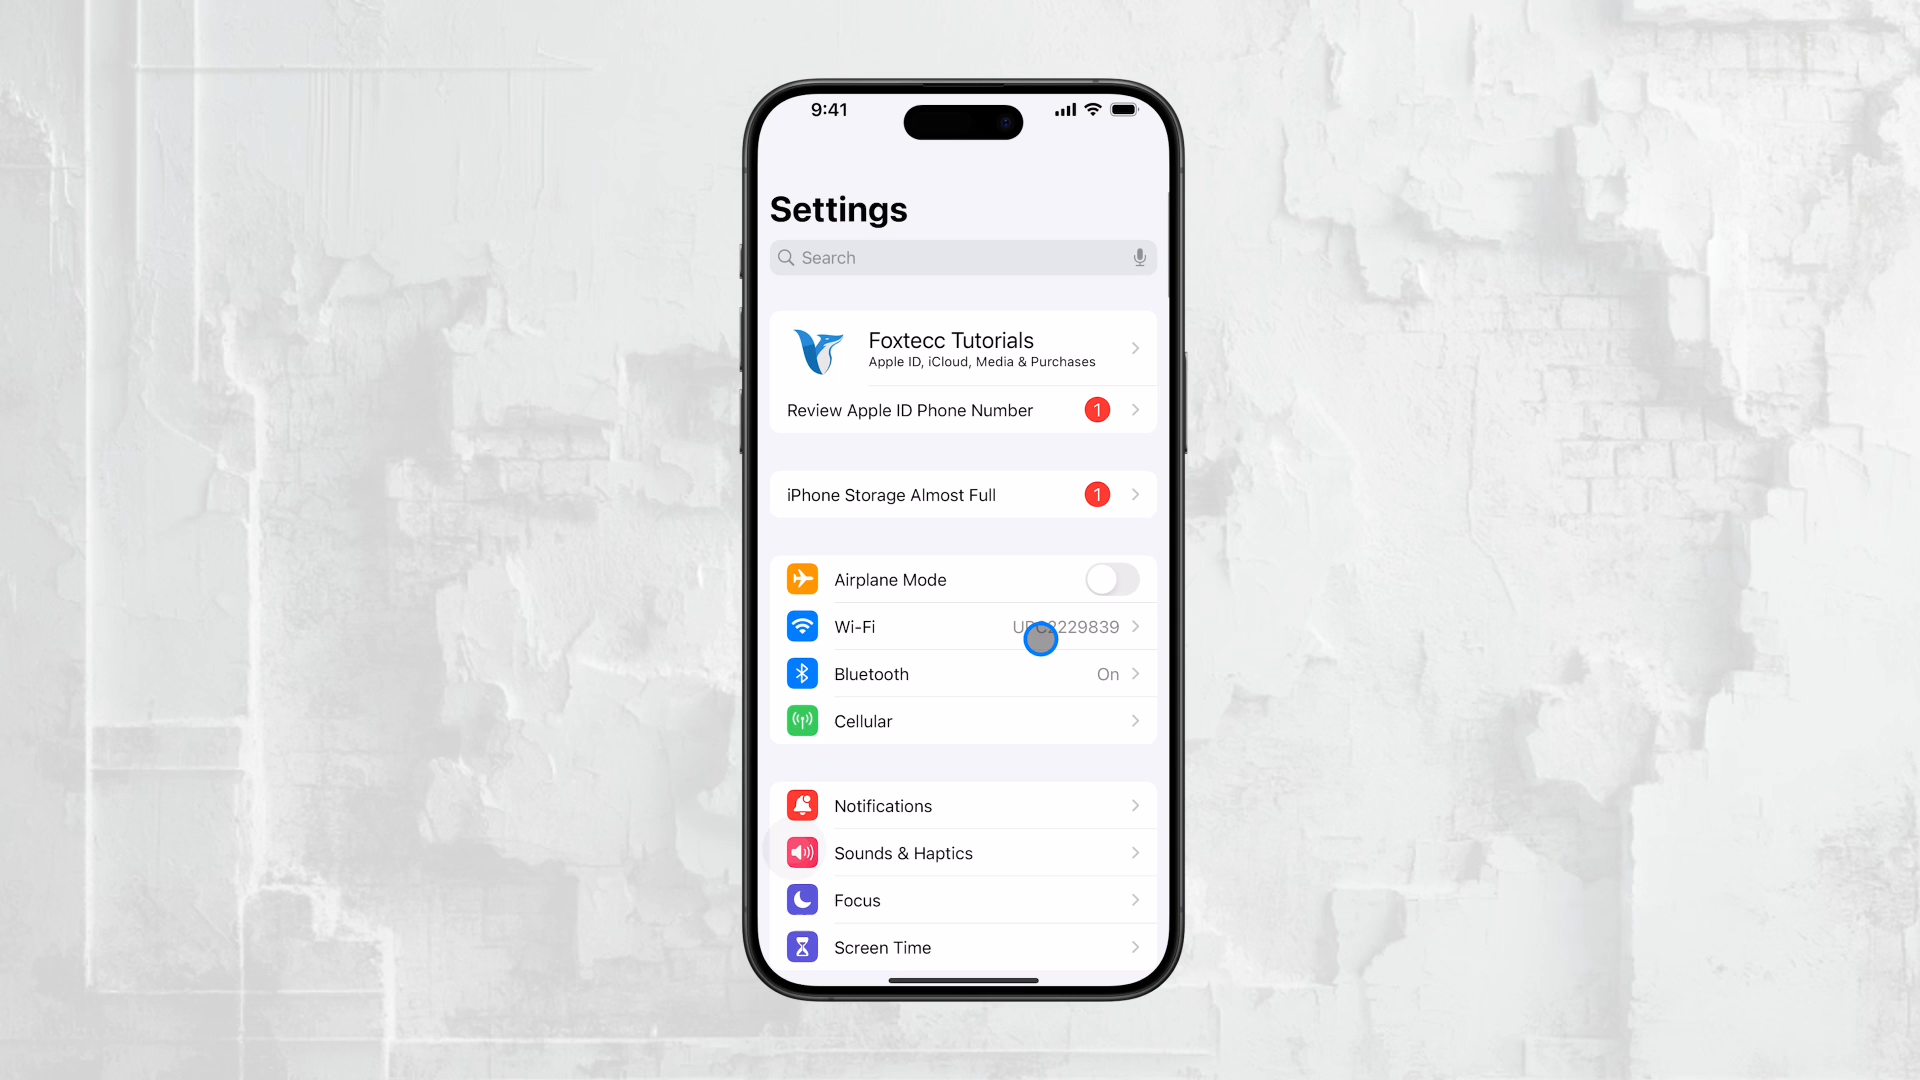 9:41
Settings
Search
Foxtecc Tutorials
Apple ID, iCloud, Media & Purchases
Review Apple ID Phone Number 1
iPhone Storage Almost Full 1
Airplane Mode
Wi-Fi
Bluetooth On
Cellular
Notifications
Sounds & Haptics
Focus
Screen Time